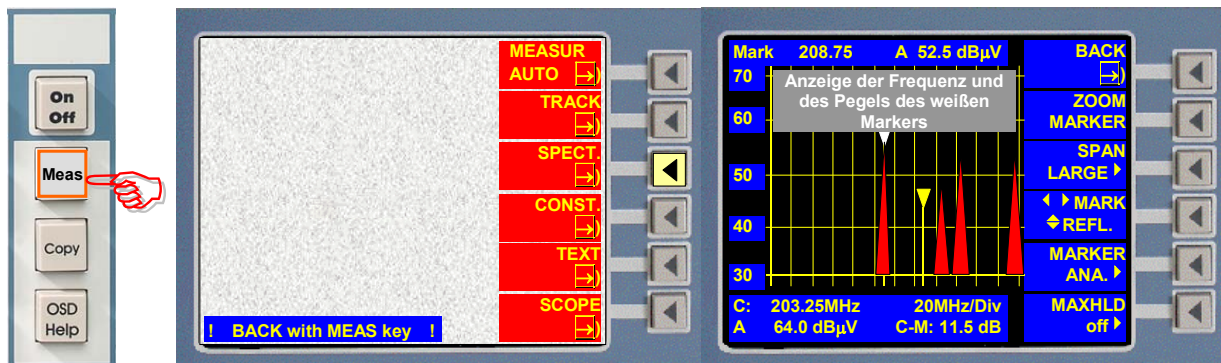 On
Off
Meas
Copy
OSD
Help
MEASUR
AUTO
TRACK
SPECT.
CONST.
TEXT
SCOPE
! BACK with MEAS key !
Mark 208.75 A 52.5 dBµV
70
60
50
40
30
Anzeige der Frequenz und
des Pegels des weißen
Markers
C: 203.25MHz 20MHz/Div
A 64.0 dBµV C-M: 11.5 dB
BACK
ZOOM
MARKER
SPAN
LARGE
MARK
REFL.
MARKER
ANA.
MAXHLD
off